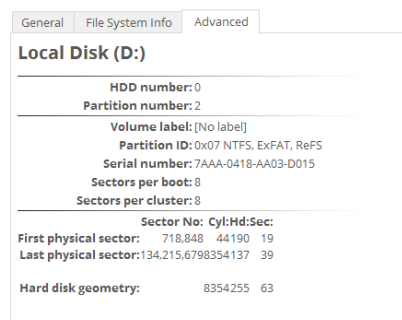 General File System Info Advanced
Local Disk (D:)
HDD number: 0
Partition number: 2
Volume label: [No label]
Partition ID: 0x07 NTFS, ExFAT, ReFS
Serial number: 7AAA-0418-AA03-D015
Sectors per boot: 8
Sectors per cluster: 8
Sector No: Cyl:Hd:Sec:
First physical sector: 718,848 44190 19
Last physical sector:134,215,6798354137 39
Hard disk geometry: 8354255 63